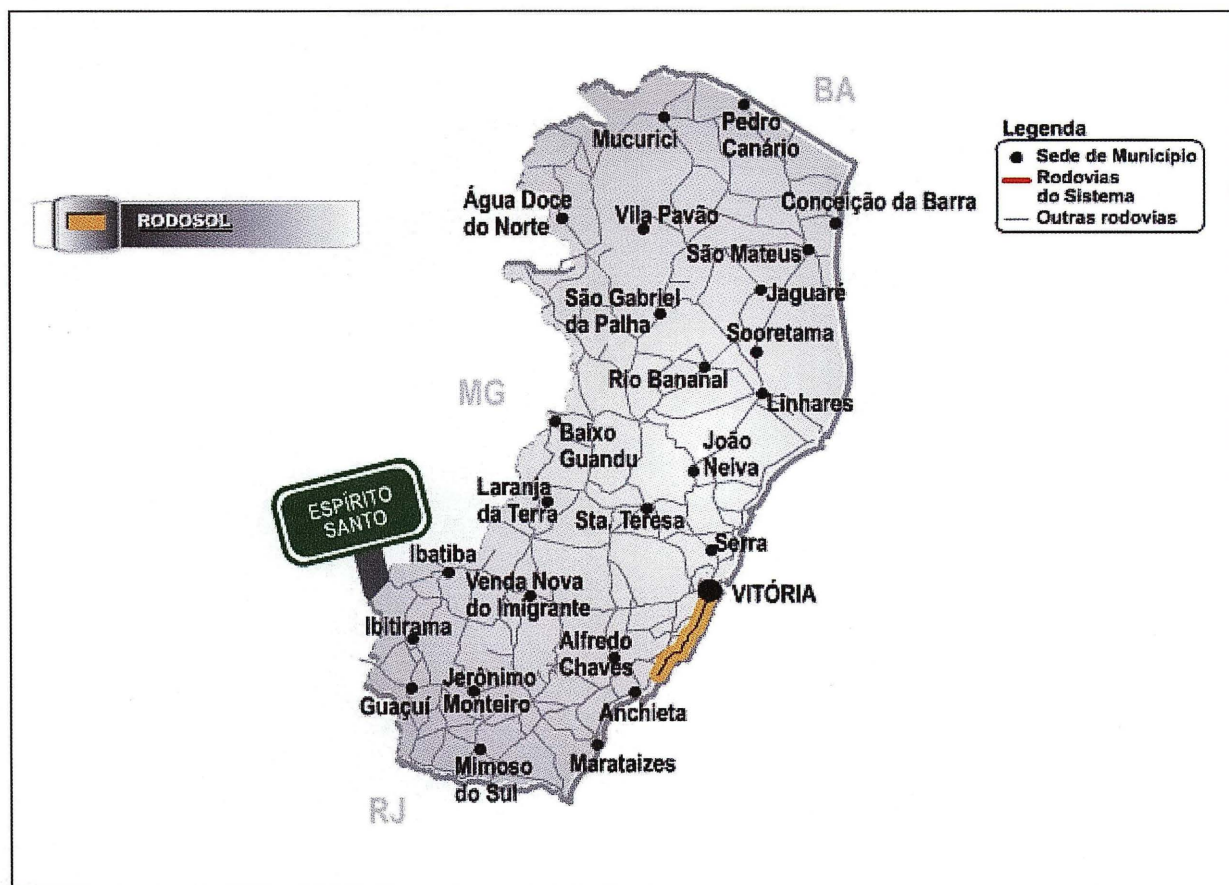 BA
Mucurici
Pedro
Canário
Legenda
Sede de Município
Rodovias
do Sistema
Outras rodovias
RODOSOL
Água Doce
do Norte
Vila Pavão
Conceição da Barra
São Mateus
São Gabriel
da Palha
Jaguaré
Sooretama
MG
Rio Bananal
Linhares
Baixo
Guandu
João
Neiva
ESPÍRITO
SANTO
Laranja
da Terra
Sta. Teresa
Serra
Ibatiba
Venda Nova
do Imigrante
VITÓRIA
Ibitirama
Alfredo
Chaves
Guaçuí
Jerônimo
Monteiro
Anchieta
Mimoso
do Sul
Marataizes
RJ